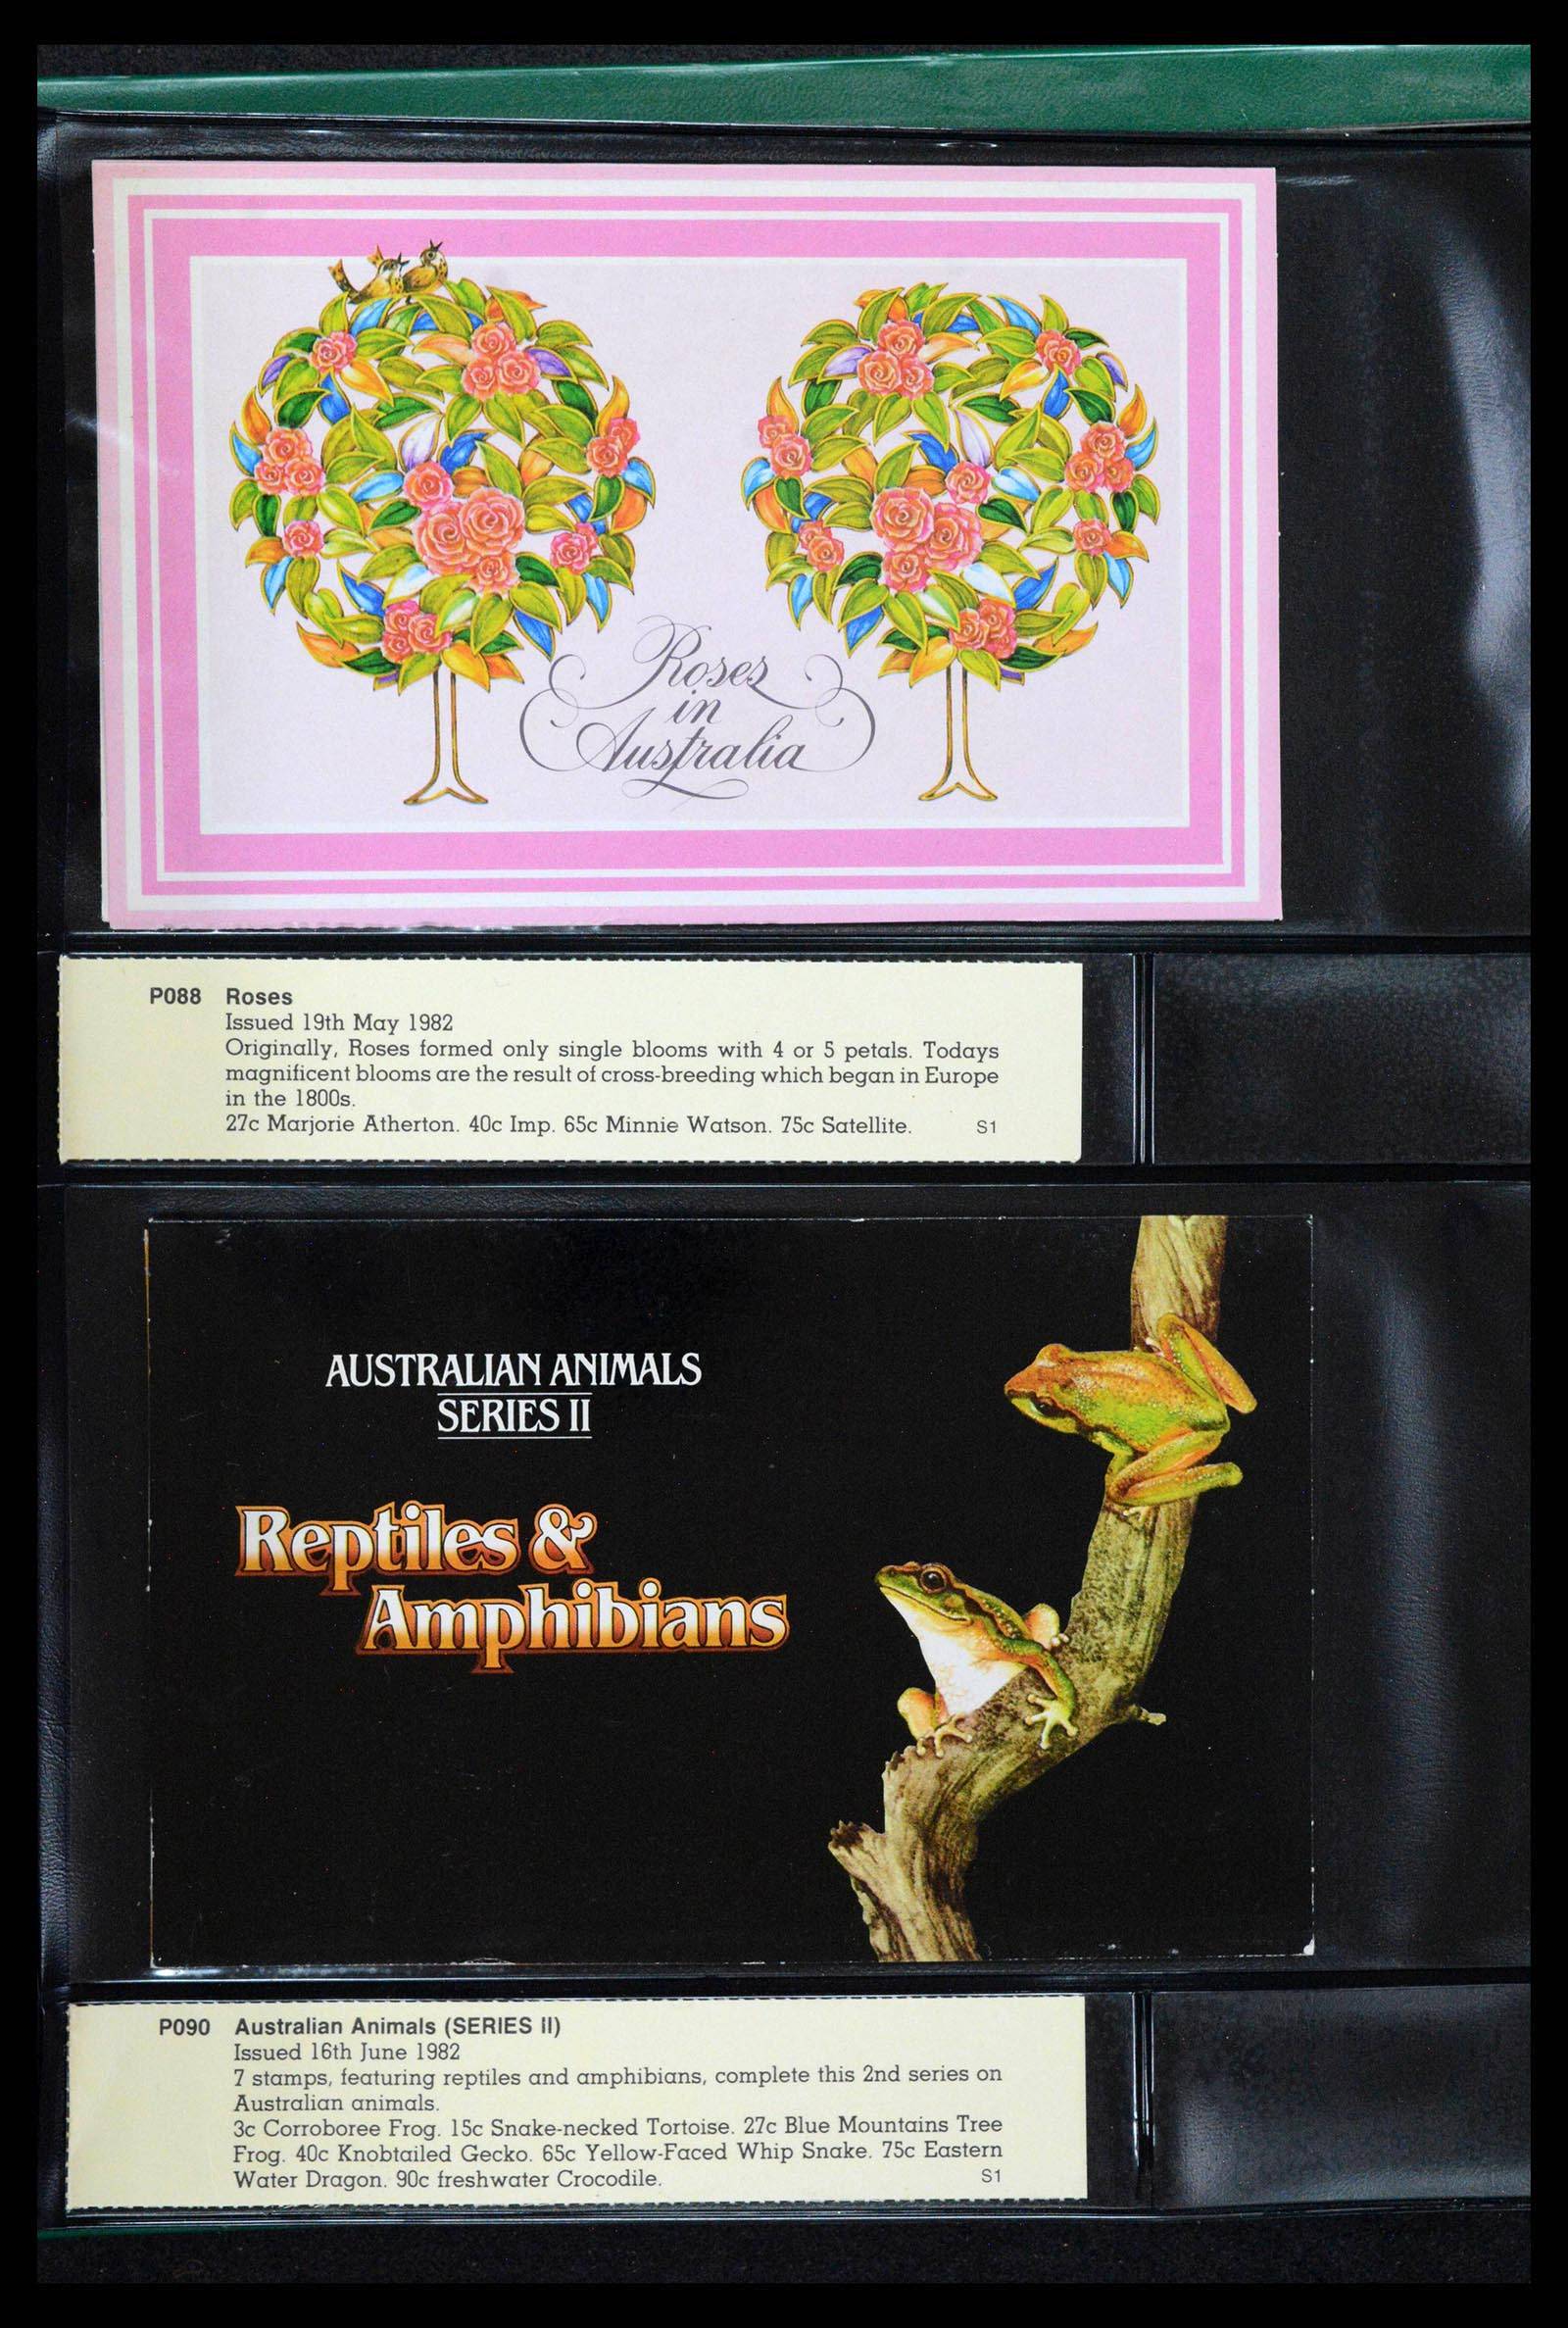 Roses
in
Australia
P088 Roses
Issued 19th May 1982
Originally, Roses formed only single blooms with 4 or 5 petals. Todays
magnificent blooms are the result of cross-breeding which began in Europe
in the 1800s.
27c Marjorie Atherton. 40c Imp. 65c Minnie Watson. 75c Satellite. S1
AUSTRALIAN ANIMALS
SERIES II
Reptiles &
Amphibians
P090 Australian Animals (SERIES II)
Issued 16th June 1982
7 stamps, featuring reptiles and amphibians, complete this 2nd series on
Australian animals.
3c Corroboree Frog. 15c Snake-necked Tortoise. 27c Blue Mountains Tree
Frog. 40c Knobtailed Gecko. 65c Yellow-Faced Whip Snake. 75c Eastern
Water Dragon. 90c freshwater Crocodile. S1